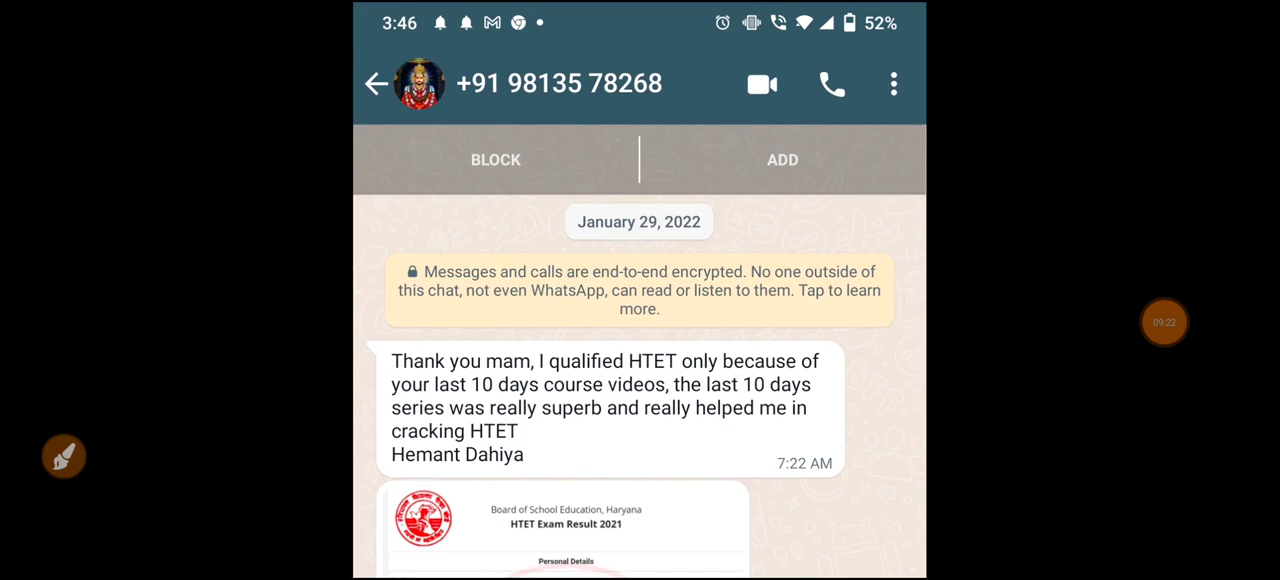 3:46
52%
+91 98135 78268
BLOCK
ADD
January 29, 2022
Messages and calls are end-to-end encrypted. No one outside of
this chat, not even WhatsApp, can read or listen to them. Tap to learn
more.
Thank you mam, I qualified HTET only because of
your last 10 days course videos, the last 10 days
series was really superb and really helped me in
cracking HTET
Hemant Dahiya
7:22 AM
Board of School Education, Haryana
HTET Exam Result 2021
Personal Details
09:22